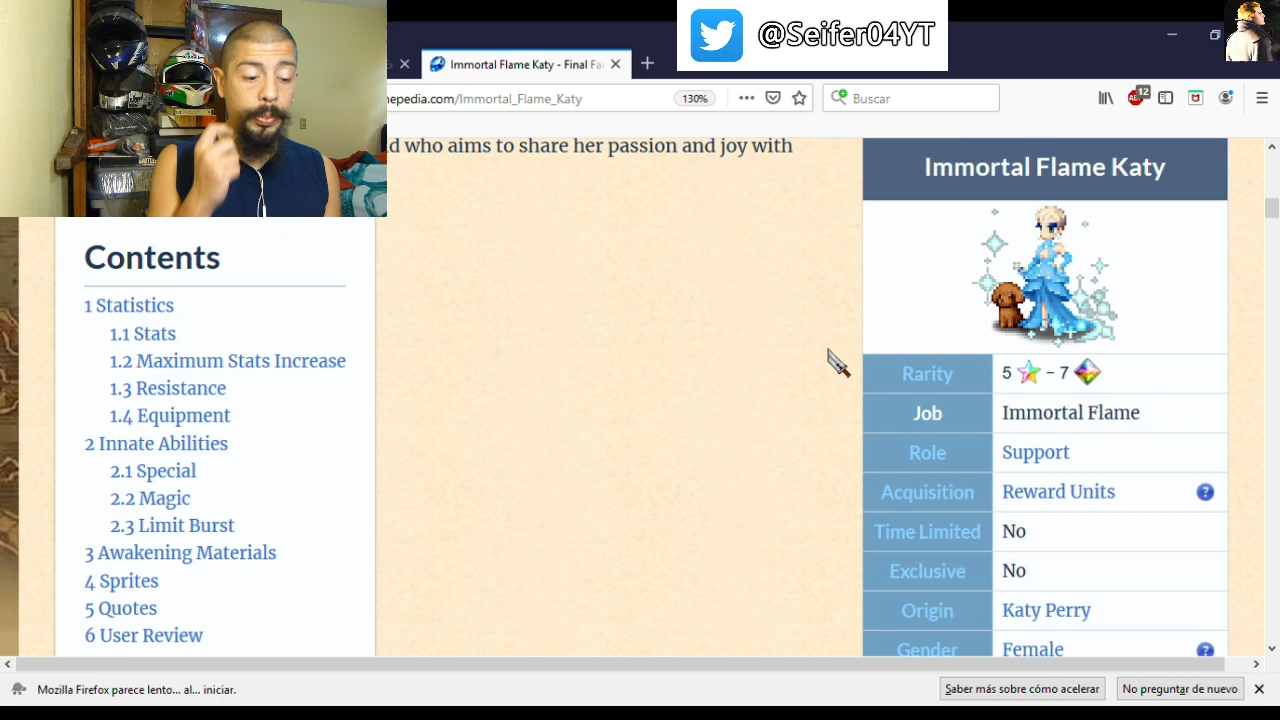 @Seifer04YT
Immortal Flame Katy - Final Fan
nepedia.com/Immortal_Flame_Katy
130%
Buscar
12
d who aims to share her passion and joy with
Immortal Flame Katy
Contents
1 Statistics
1.1 Stats
1.2 Maximum Stats Increase
1.3 Resistance
1.4 Equipment
2 Innate Abilities
2.1 Special
2.2 Magic
2.3 Limit Burst
3 Awakening Materials
4 Sprites
5 Quotes
6 User Review
Rarity 5 – 7
Job Immortal Flame
Role Support
Acquisition Reward Units ?
Time Limited No
Exclusive No
Origin Katy Perry
Gender Female ?
Mozilla Firefox parece lento... al... iniciar.
Saber más sobre cómo acelerar
No preguntar de nuevo